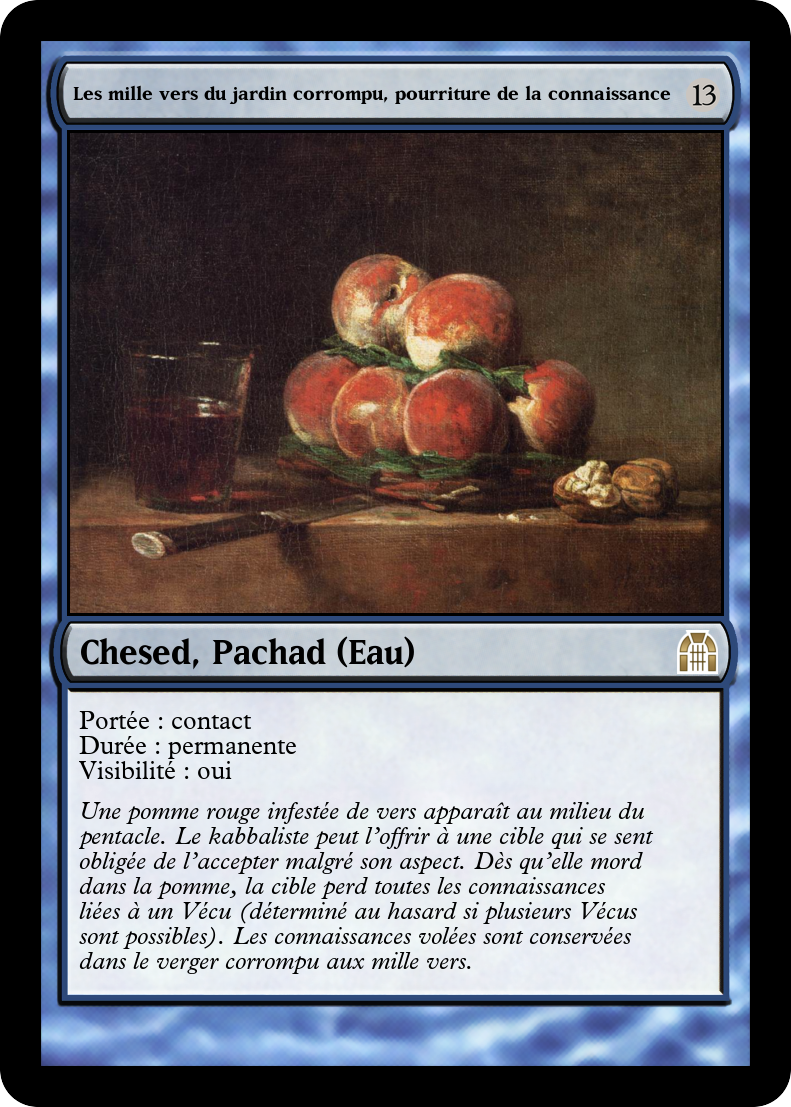 Les mille vers du jardin corrompu, pourriture de la connaissance 13
Chesed, Pachad (Eau)
Portée : contact
Durée : permanente
Visibilité : oui
Une pomme rouge infestée de vers apparaît au milieu du
pentacle. Le kabbaliste peut l'offrir à une cible qui se sent
obligée de l'accepter malgré son aspect. Dès qu'elle mord
dans la pomme, la cible perd toutes les connaissances
liées à un Vécu (déterminé au hasard si plusieurs Vécus
sont possibles). Les connaissances volées sont conservées
dans le verger corrompu aux mille vers.